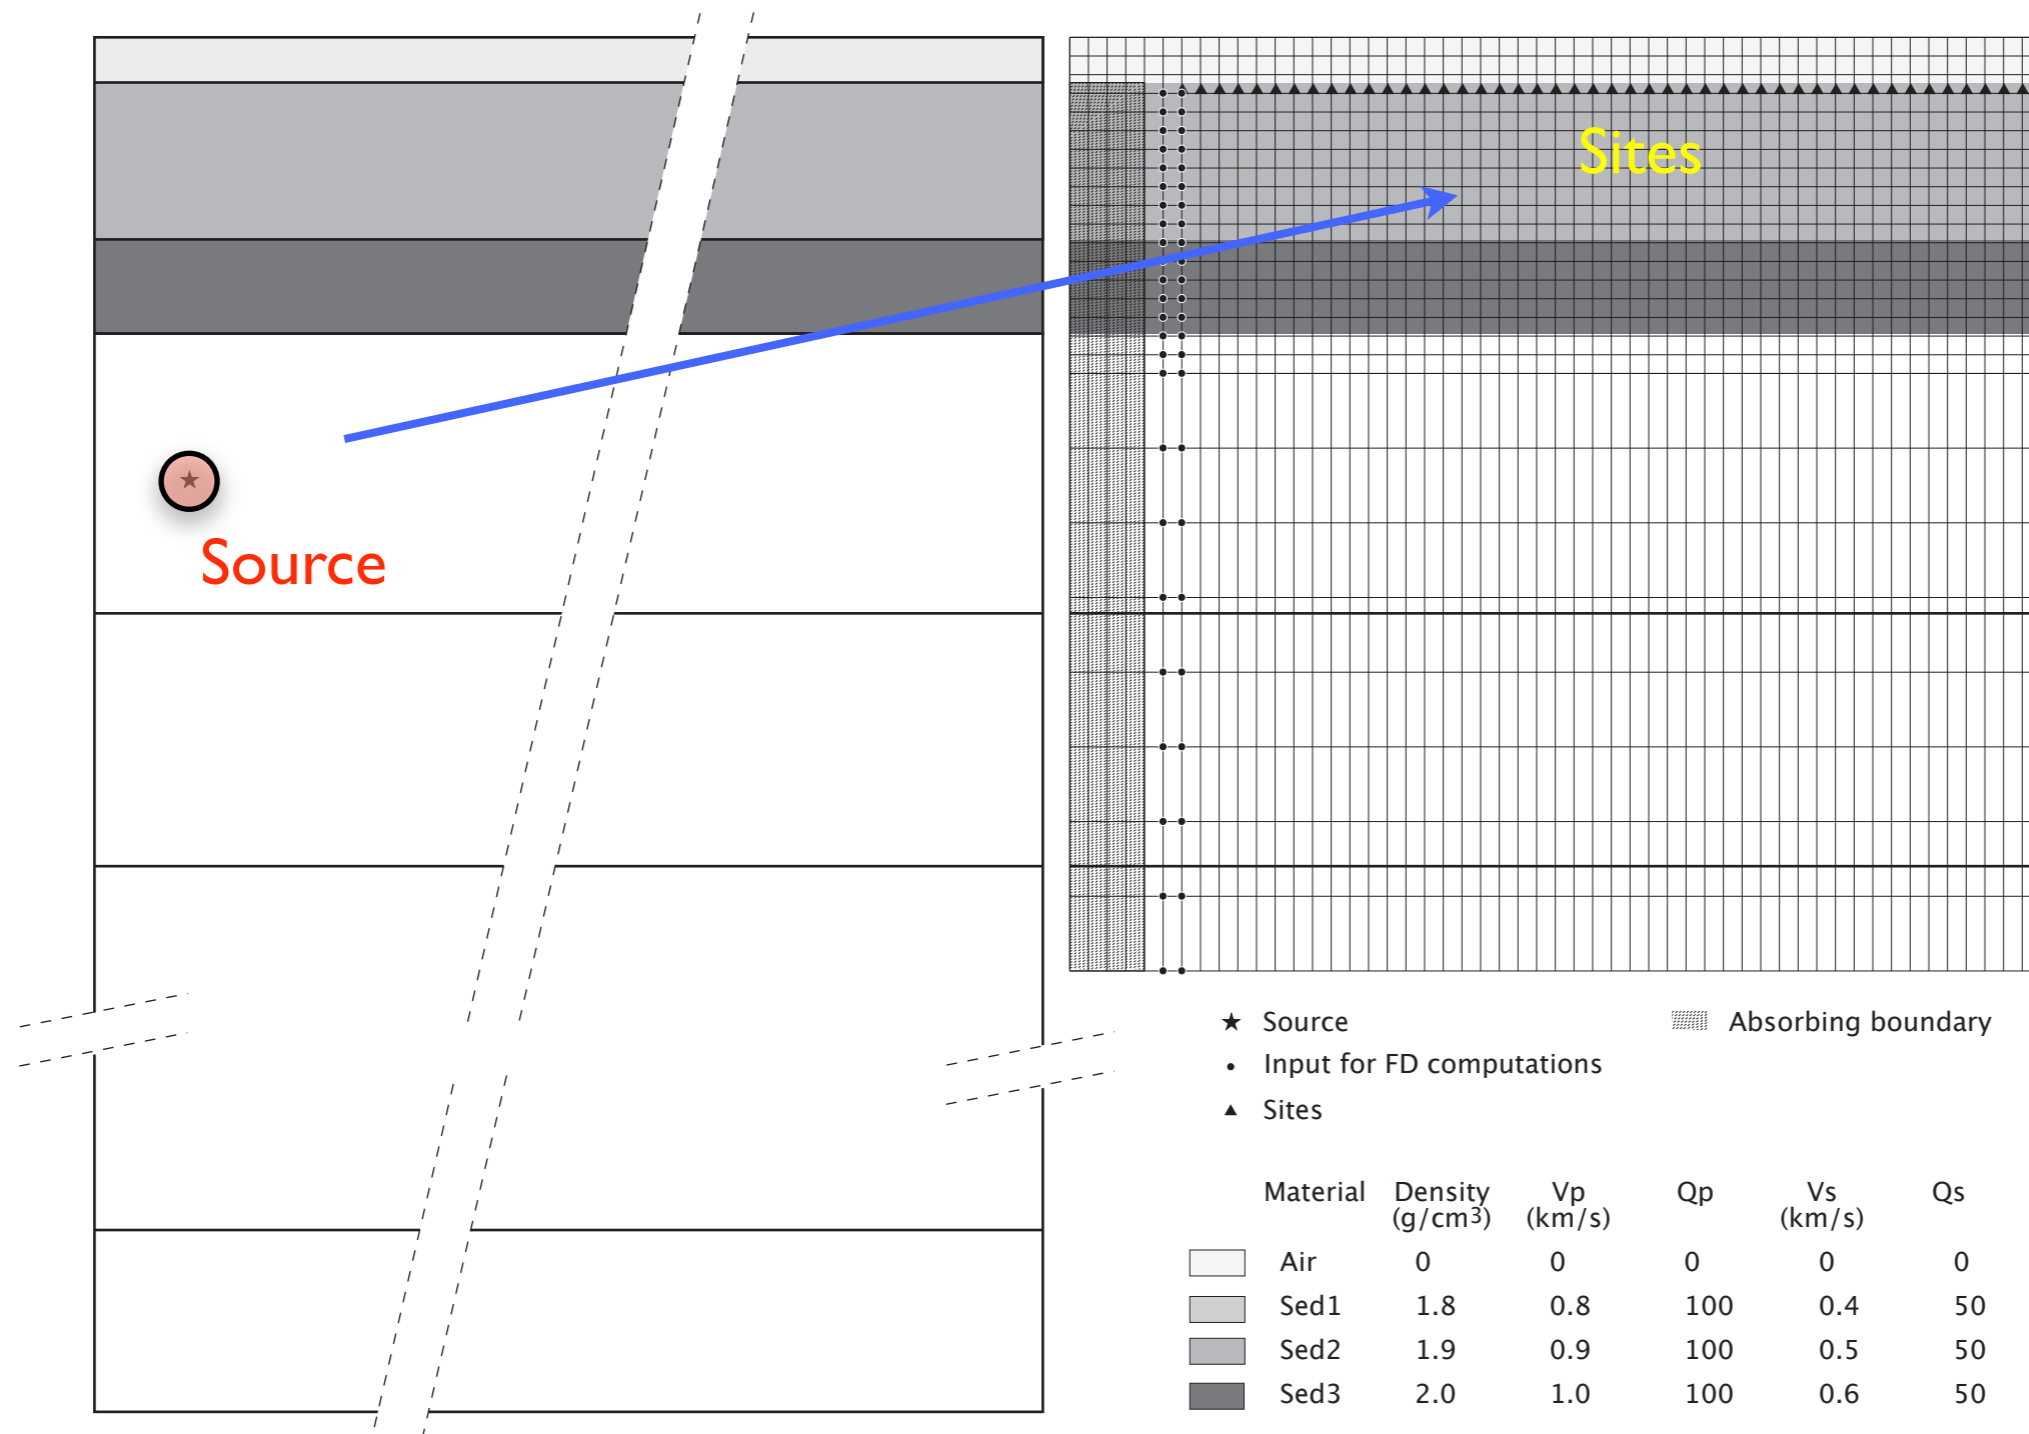 Sites
Source
★ Source
Absorbing boundary
• Input for FD computations
▲ Sites
Material Density (g/cm3) Vp (km/s) Qp Vs (km/s) Qs
Air 0 0 0 0 0
Sed1 1.8 0.8 100 0.4 50
Sed2 1.9 0.9 100 0.5 50
Sed3 2.0 1.0 100 0.6 50